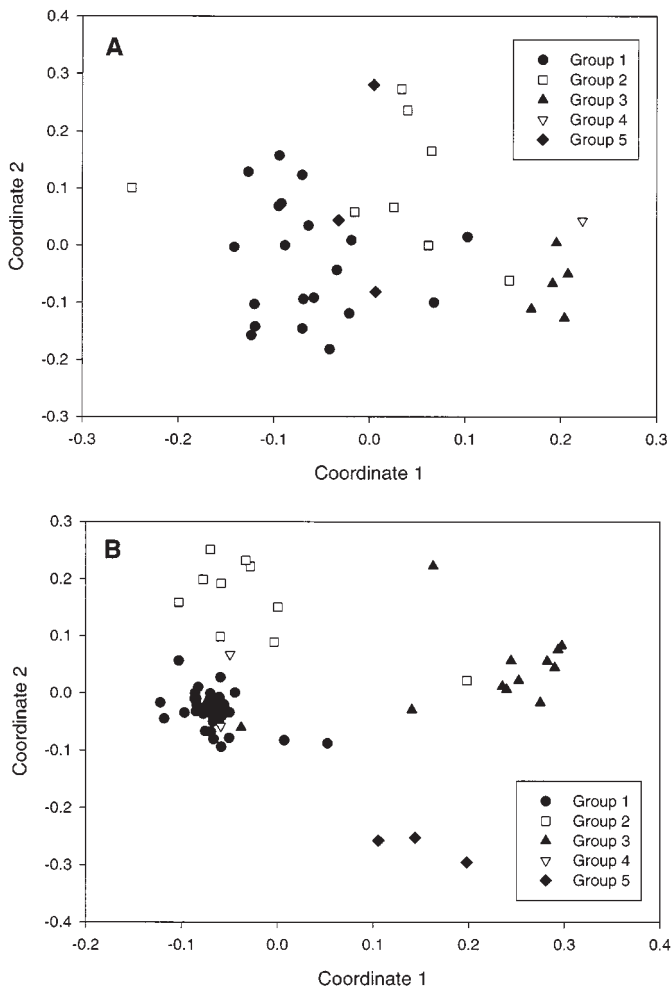 A
Group 1
Group 2
Group 3
Group 4
Group 5
0.4
0.3
0.2
0.1
0.0
-0.1
-0.2
-0.3
Coordinate 2
-0.3 -0.2 -0.1 0.0 0.1 0.2 0.3
Coordinate 1
B
0.3
0.2
0.1
0.0
-0.1
-0.2
-0.3
-0.4
Coordinate 2
Group 1
Group 2
Group 3
Group 4
Group 5
-0.2 -0.1 0.0 0.1 0.2 0.3 0.4
Coordinate 1